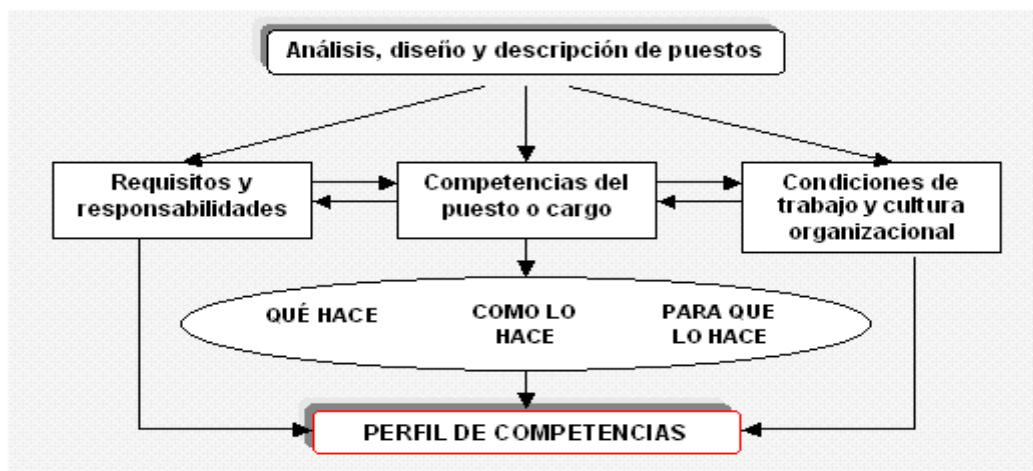 Análisis, diseño y descripción de puestos
Requisitos y
responsabilidades
Competencias del
puesto o cargo
Condiciones de
trabajo y cultura
organizacional
QUÉ HACE
COMO LO
HACE
PARA QUE
LO HACE
PERFIL DE COMPETENCIAS